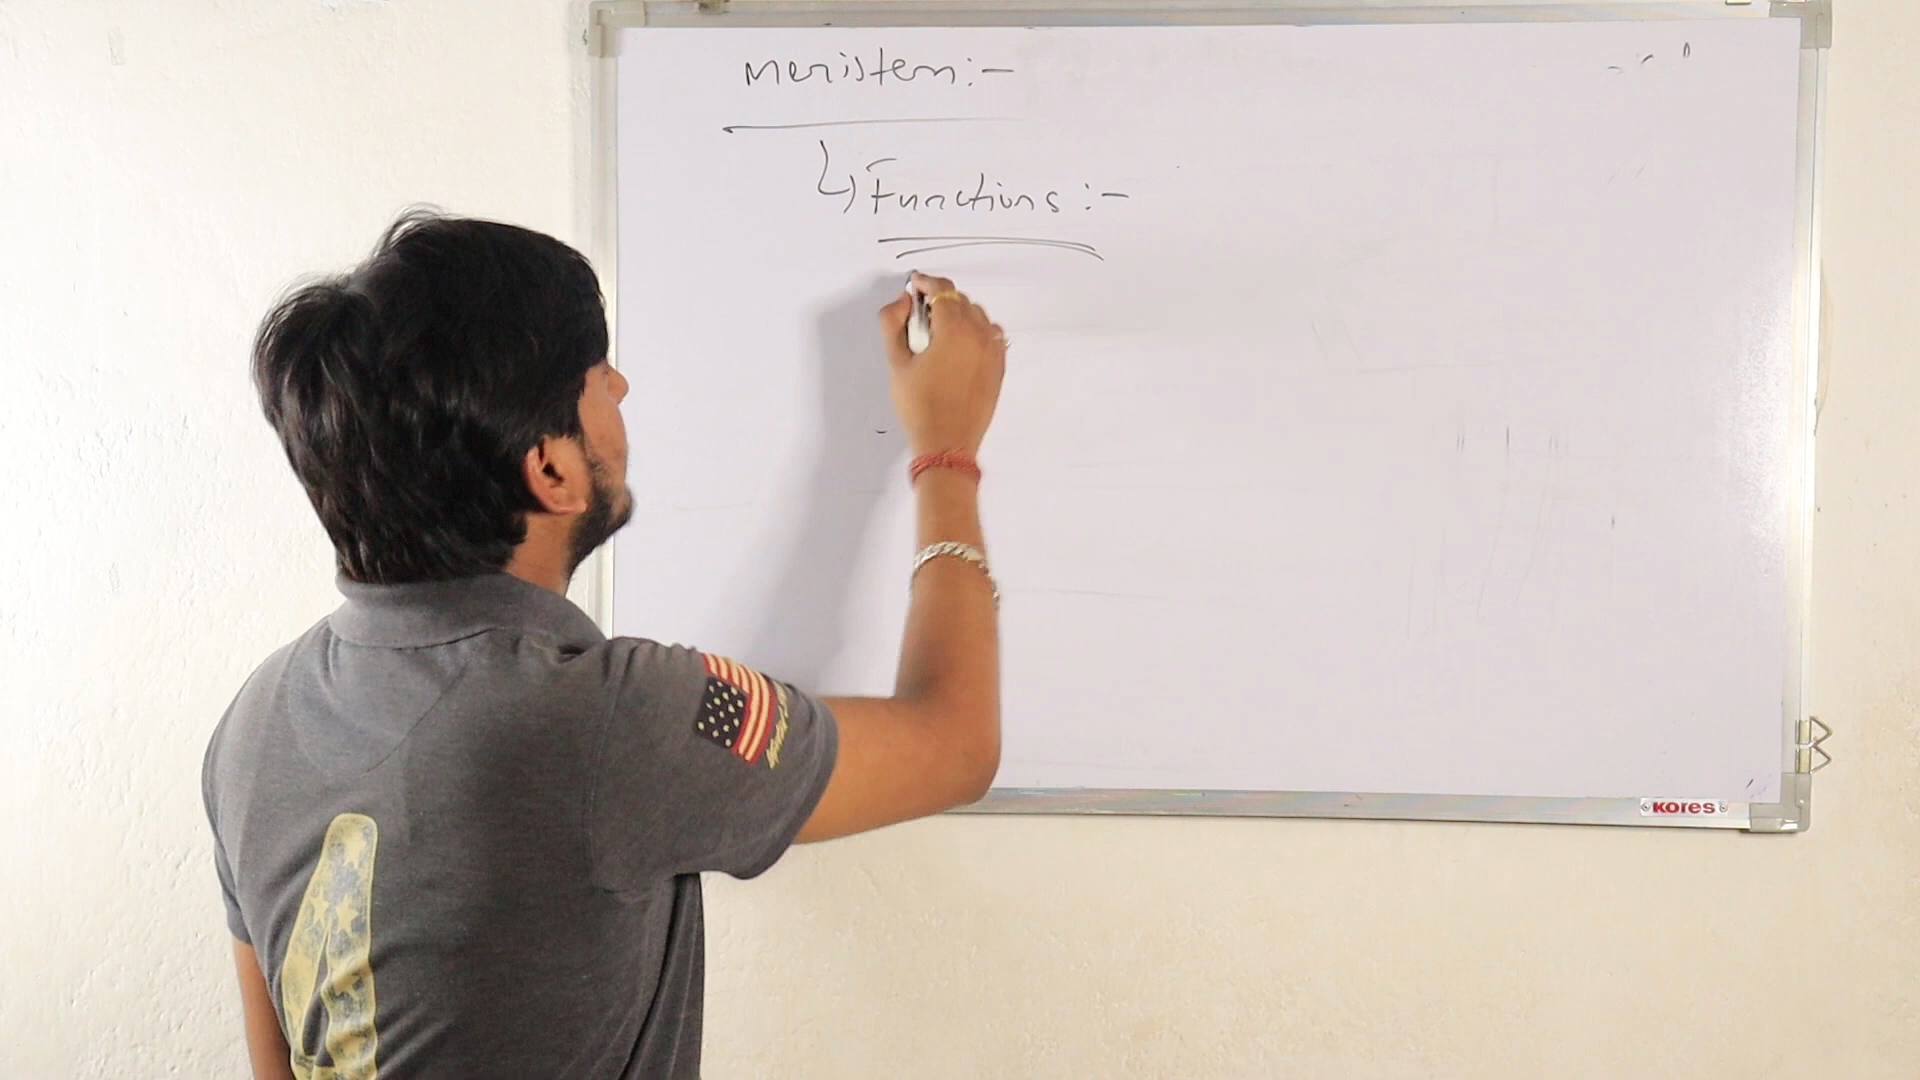 Meristem:-
↳ Functions:-
Kores